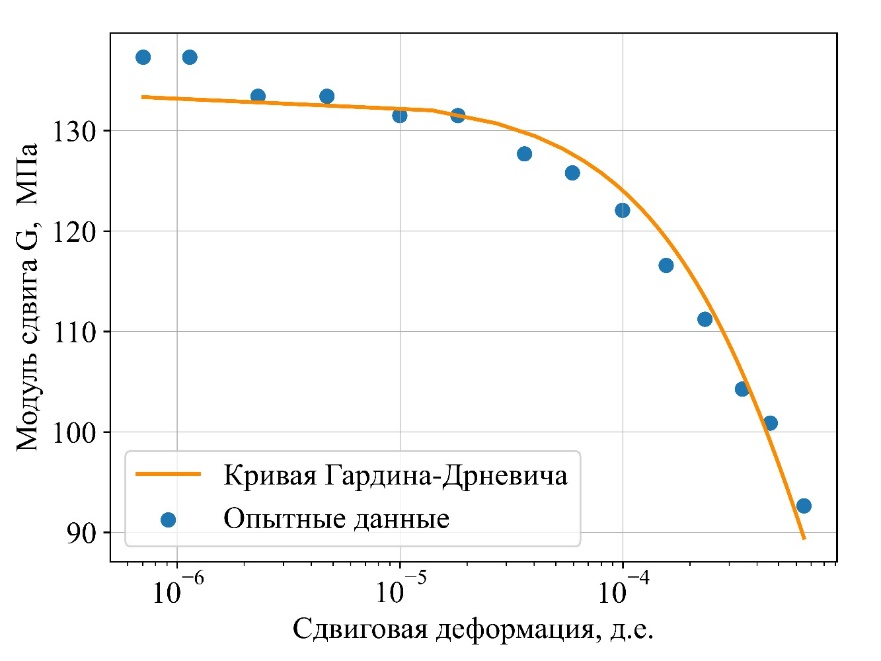 Модуль сдвига G, МПа
130
120
110
100
90
Кривая Гардина-Дрневича
Опытные данные
10⁻⁶ 10⁻⁵ 10⁻⁴
Сдвиговая деформация, д.е.